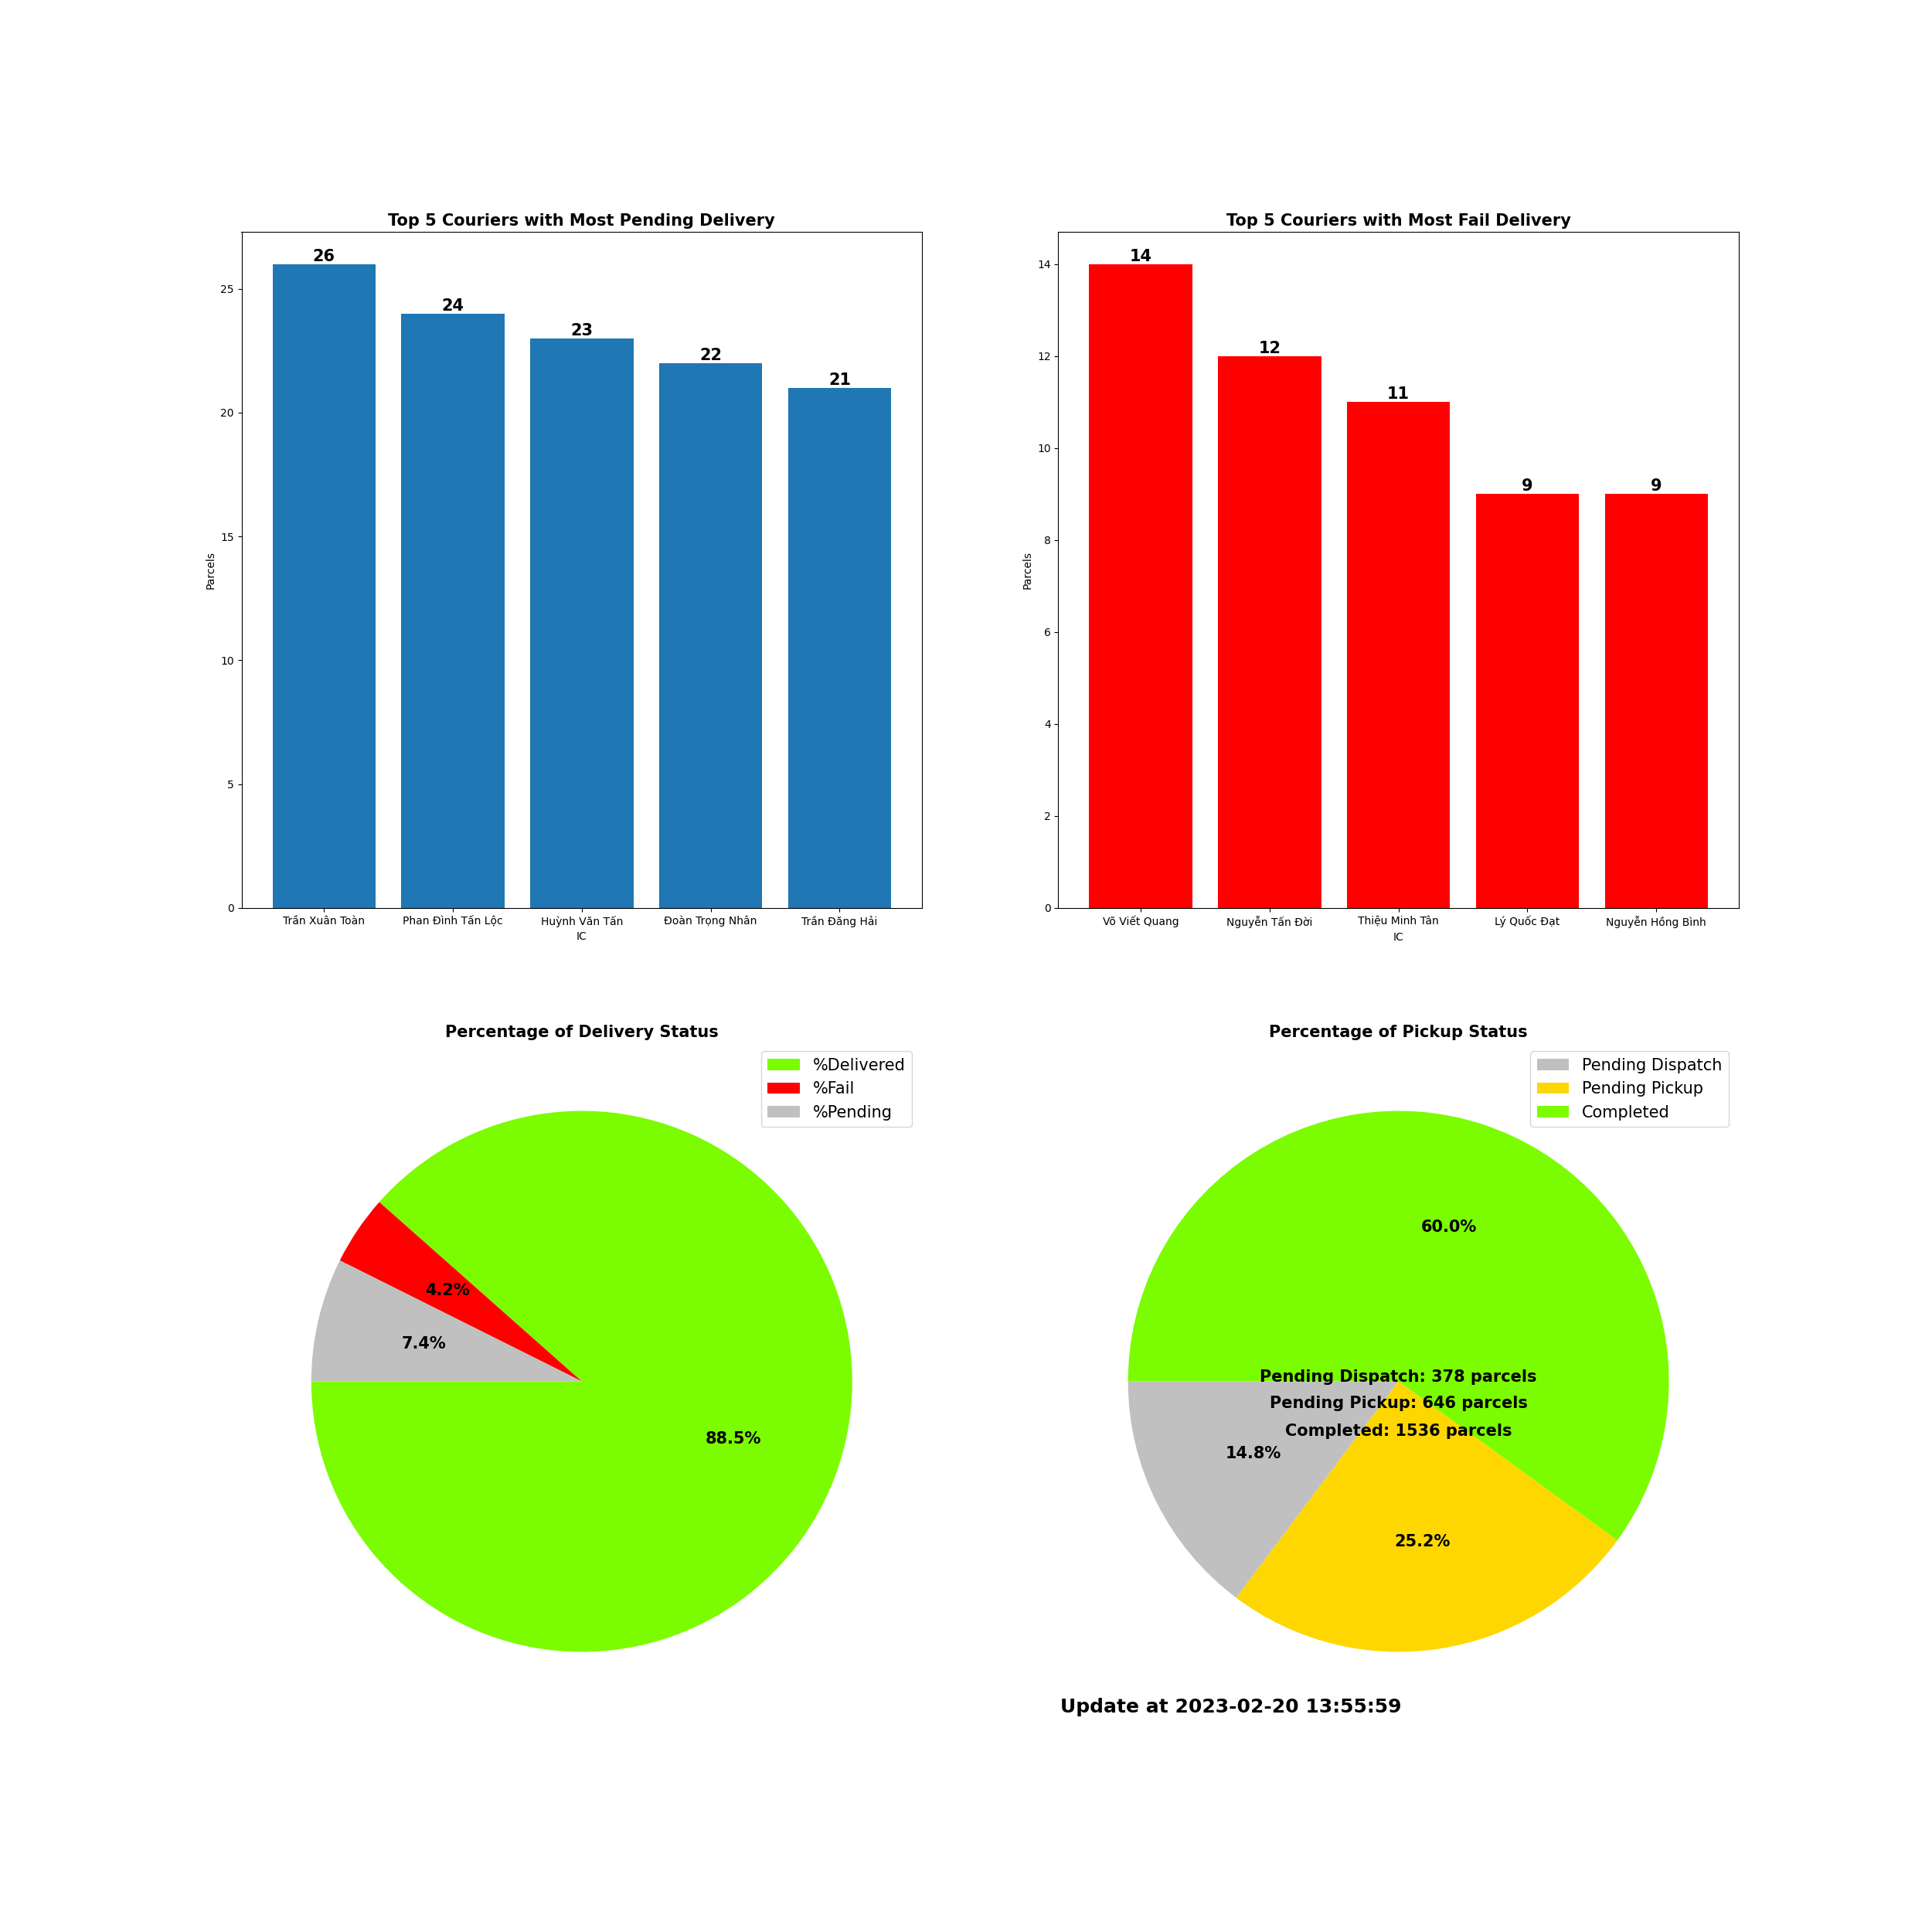 Top 5 Couriers with Most Pending Delivery
26
24
23
22
21
25
20
15
10
5
0
Parcels
Trần Xuân Toàn
Phan Đình Tấn Lộc
Huỳnh Văn Tấn
Đoàn Trọng Nhân
Trần Đăng Hải
IC
Top 5 Couriers with Most Fail Delivery
14
12
11
9
9
14
12
10
8
6
4
2
0
Parcels
Võ Viết Quang
Nguyễn Tấn Đời
Thiệu Minh Tân
Lý Quốc Đạt
Nguyễn Hồng Bình
IC
Percentage of Delivery Status
%Delivered
%Fail
%Pending
4.2%
7.4%
88.5%
Percentage of Pickup Status
Pending Dispatch
Pending Pickup
Completed
60.0%
Pending Dispatch: 378 parcels
Pending Pickup: 646 parcels
Completed: 1536 parcels
14.8%
25.2%
Update at 2023-02-20 13:55:59